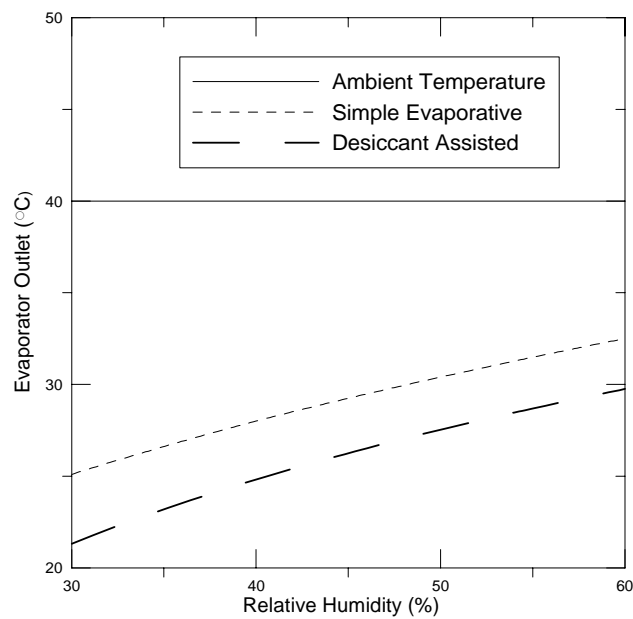 50
Ambient Temperature
Simple Evaporative
Desiccant Assisted
40
30
20
Evaporator Outlet (°C)
30
40
50
60
Relative Humidity (%)